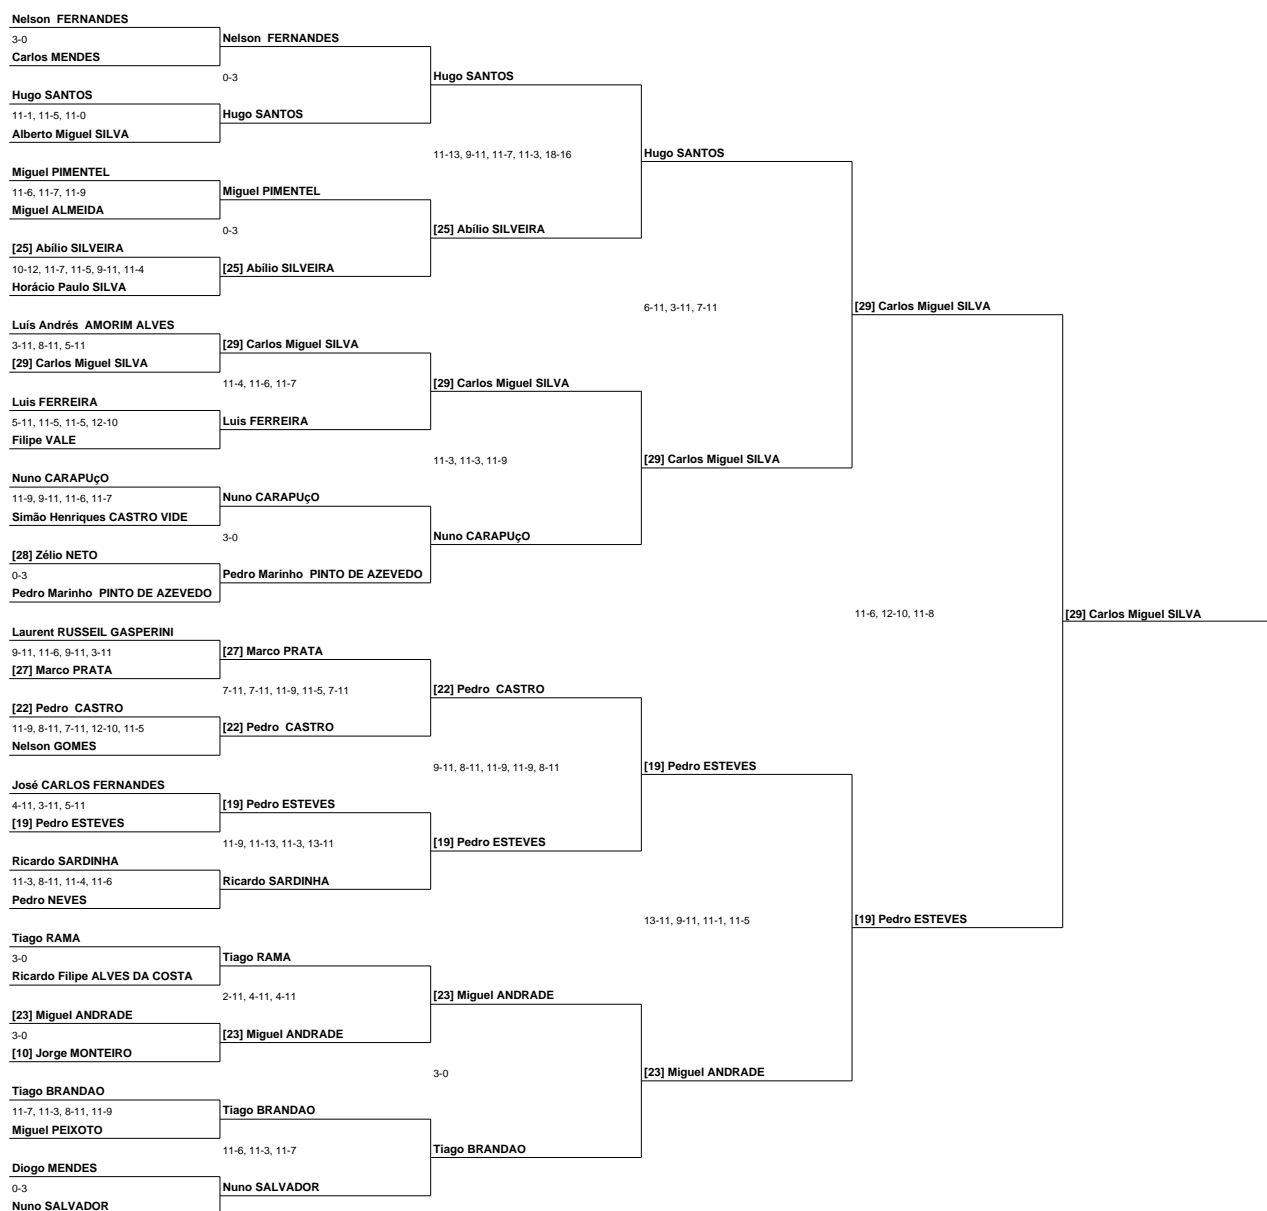 Nelson  FERNANDES
3-0
Carlos MENDES
Hugo SANTOS
11-1, 11-5, 11-0
Alberto Miguel SILVA
Miguel PIMENTEL
11-6, 11-7, 11-9
Miguel ALMEIDA
[25] Abílio SILVEIRA
10-12, 11-7, 11-5, 9-11, 11-4
Horácio Paulo SILVA
Luís Andrés  AMORIM ALVES
3-11, 8-11, 5-11
[29] Carlos Miguel SILVA
Luis FERREIRA
5-11, 11-5, 11-5, 12-10
Filipe VALE
Nuno CARAPUçO
11-9, 9-11, 11-6, 11-7
Simão Henriques CASTRO VIDE
[28] Zélio NETO
0-3
Pedro Marinho  PINTO DE AZEVEDO
Laurent RUSSEIL GASPERINI
9-11, 11-6, 9-11, 3-11
[27] Marco PRATA
[22] Pedro  CASTRO
11-9, 8-11, 7-11, 12-10, 11-5
Nelson GOMES
José CARLOS FERNANDES
4-11, 3-11, 5-11
[19] Pedro ESTEVES
Ricardo SARDINHA
11-3, 8-11, 11-4, 11-6
Pedro NEVES
Tiago RAMA
3-0
Ricardo Filipe ALVES DA COSTA
[23] Miguel ANDRADE
3-0
[10] Jorge MONTEIRO
Tiago BRANDAO
11-7, 11-3, 8-11, 11-9
Miguel PEIXOTO
Diogo MENDES
0-3
Nuno SALVADOR
Nelson  FERNANDES
0-3
Hugo SANTOS
Miguel PIMENTEL
0-3
[25] Abílio SILVEIRA
[29] Carlos Miguel SILVA
11-4, 11-6, 11-7
Luis FERREIRA
Nuno CARAPUçO
3-0
Pedro Marinho  PINTO DE AZEVEDO
[27] Marco PRATA
7-11, 7-11, 11-9, 11-5, 7-11
[22] Pedro  CASTRO
[19] Pedro ESTEVES
11-9, 11-13, 11-3, 13-11
Ricardo SARDINHA
Tiago RAMA
2-11, 4-11, 4-11
[23] Miguel ANDRADE
Tiago BRANDAO
11-6, 11-3, 11-7
Nuno SALVADOR
Hugo SANTOS
11-13, 9-11, 11-7, 11-3, 18-16
[25] Abílio SILVEIRA
[29] Carlos Miguel SILVA
11-3, 11-3, 11-9
Nuno CARAPUçO
[22] Pedro  CASTRO
9-11, 8-11, 11-9, 11-9, 8-11
[19] Pedro ESTEVES
[23] Miguel ANDRADE
3-0
Tiago BRANDAO
Hugo SANTOS
6-11, 3-11, 7-11
[29] Carlos Miguel SILVA
[19] Pedro ESTEVES
13-11, 9-11, 11-1, 11-5
[23] Miguel ANDRADE
[29] Carlos Miguel SILVA
11-6, 12-10, 11-8
[19] Pedro ESTEVES
[29] Carlos Miguel SILVA